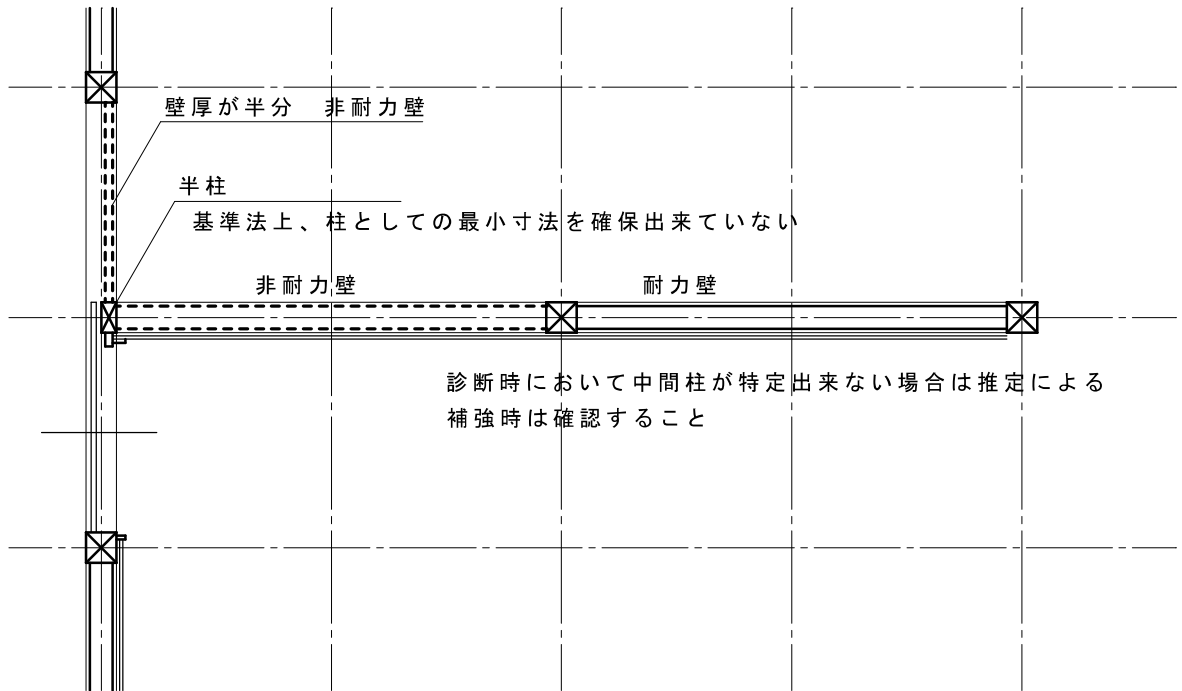 壁厚が半分　非耐力壁
半柱
基準法上、柱としての最小寸法を確保出来ていない
非耐力壁
耐力壁
診断時において中間柱が特定出来ない場合は推定による
補強時は確認すること